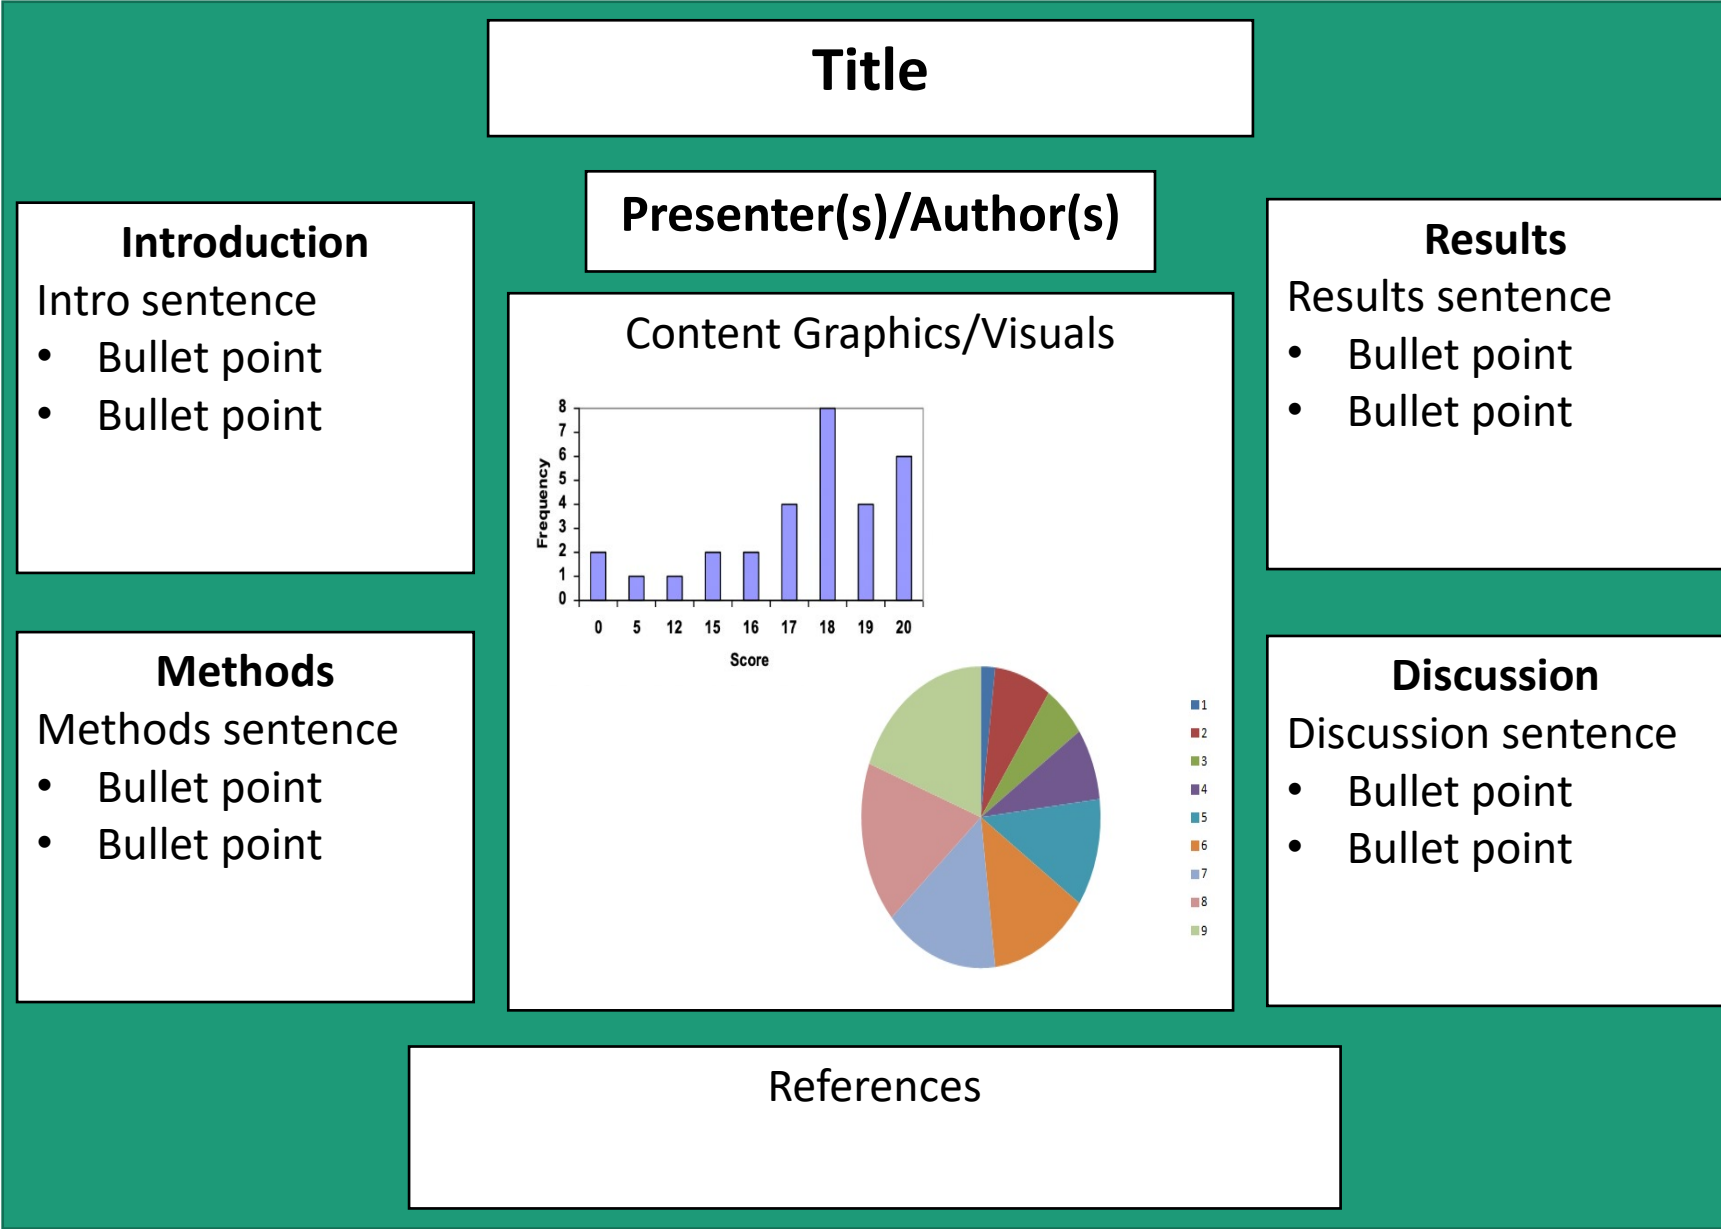 Title
Presenter(s)/Author(s)
Introduction
Intro sentence
• Bullet point
• Bullet point
Methods
Methods sentence
• Bullet point
• Bullet point
Content Graphics/Visuals
8
7
6
5
4
3
2
1
0
Frequency
0 5 12 15 16 17 18 19 20
Score
1
2
3
4
5
6
7
8
9
Results
Results sentence
• Bullet point
• Bullet point
Discussion
Discussion sentence
• Bullet point
• Bullet point
References